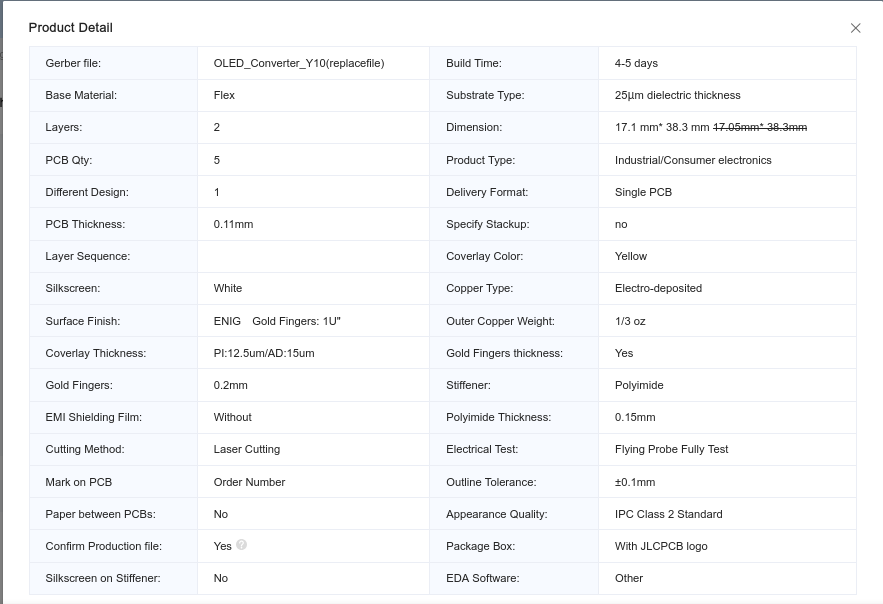 Product Detail
Gerber file: OLED_Converter_Y10(replacefile) Build Time: 4-5 days
Base Material: Flex Substrate Type: 25μm dielectric thickness
Layers: 2 Dimension: 17.1 mm* 38.3 mm 17.05mm* 38.3mm
PCB Qty: 5 Product Type: Industrial/Consumer electronics
Different Design: 1 Delivery Format: Single PCB
PCB Thickness: 0.11mm Specify Stackup: no
Layer Sequence: Coverlay Color: Yellow
Silkscreen: White Copper Type: Electro-deposited
Surface Finish: ENIG Gold Fingers: 1U" Outer Copper Weight: 1/3 oz
Coverlay Thickness: PI:12.5um/AD:15um Gold Fingers thickness: Yes
Gold Fingers: 0.2mm Stiffener: Polyimide
EMI Shielding Film: Without Polyimide Thickness: 0.15mm
Cutting Method: Laser Cutting Electrical Test: Flying Probe Fully Test
Mark on PCB Order Number Outline Tolerance: ±0.1mm
Paper between PCBs: No Appearance Quality: IPC Class 2 Standard
Confirm Production file: Yes ? Package Box: With JLCPCB logo
Silkscreen on Stiffener: No EDA Software: Other